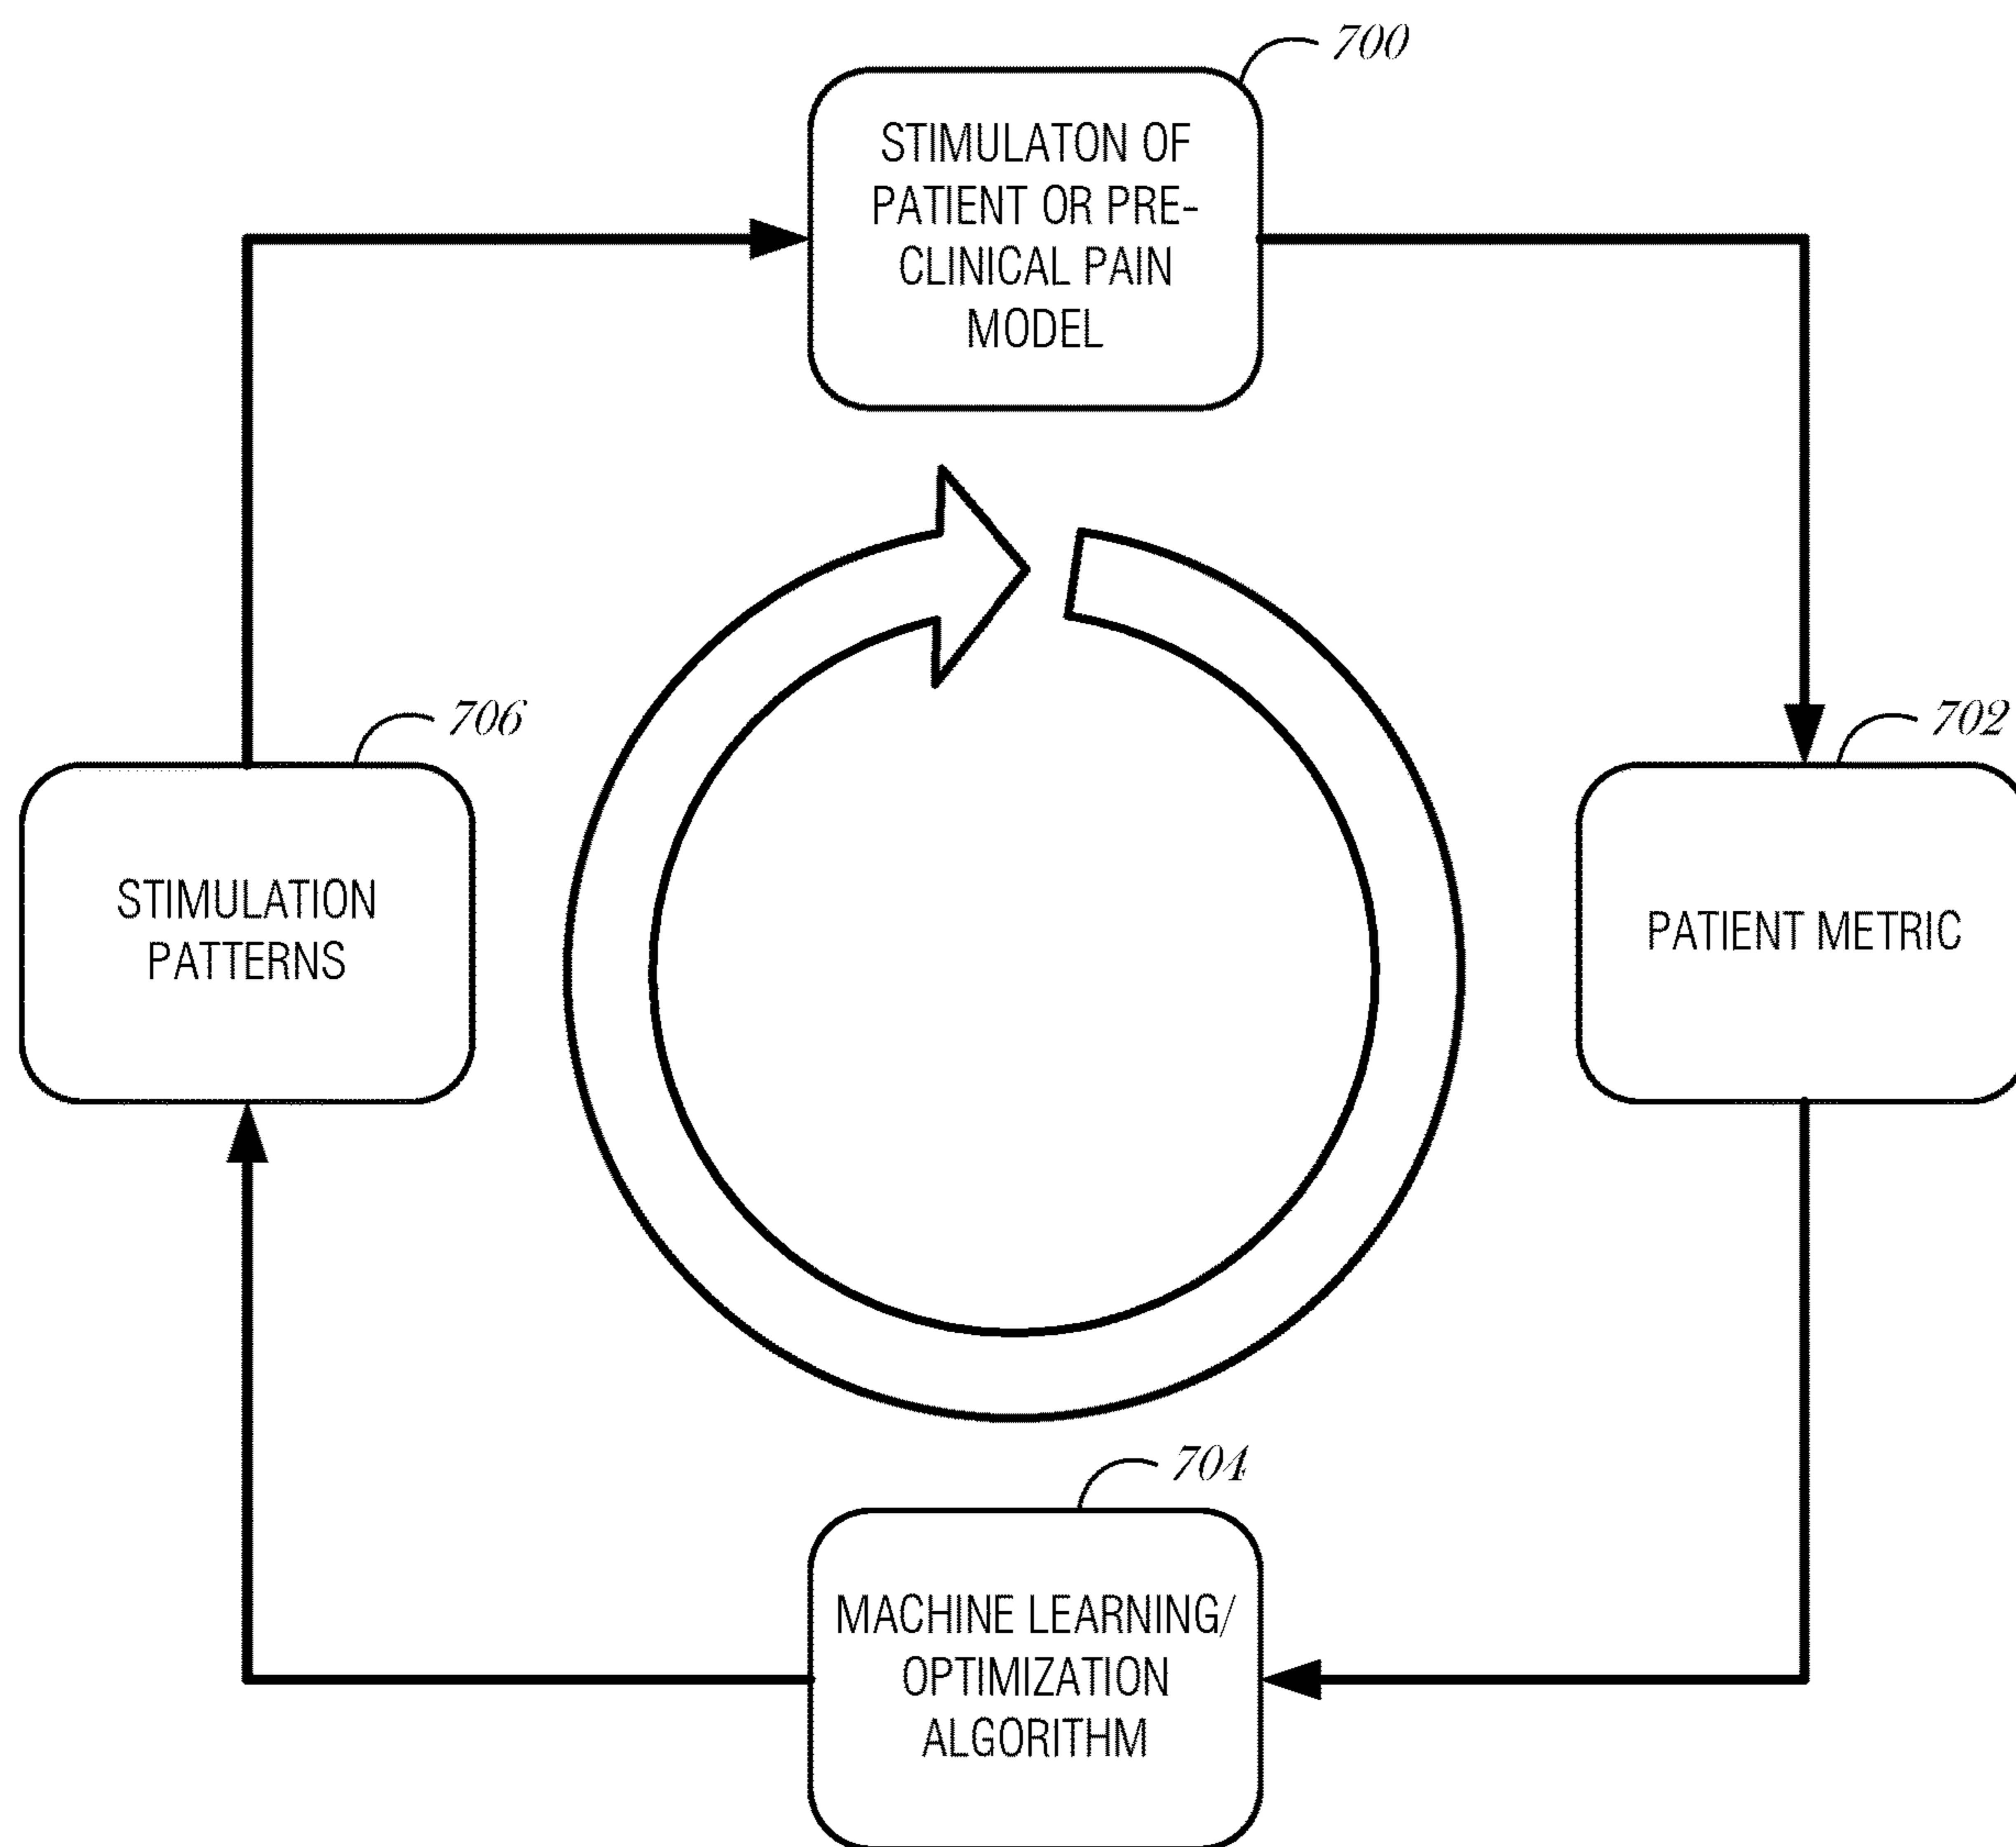 700
STIMULATON OF
PATIENT OR PRE-
CLINICAL PAIN
MODEL
706
702
STIMULATION
PATTERNS
PATIENT METRIC
704
MACHINE LEARNING/
OPTIMIZATION
ALGORITHM